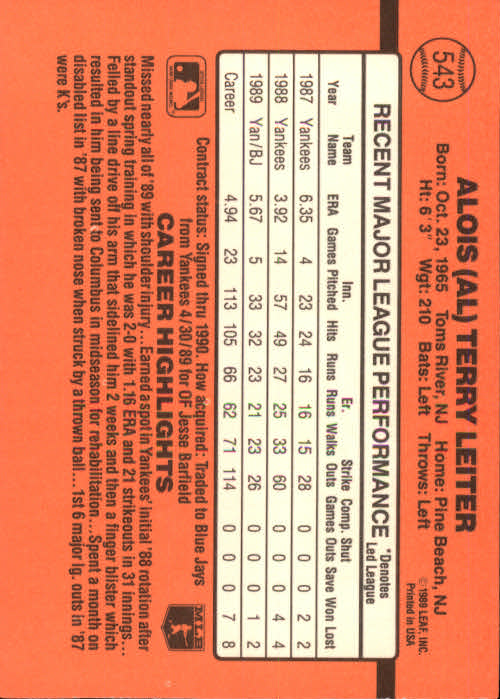 543
ALOIS (AL) TERRY LEITER
Born: Oct. 23, 1965 Toms River, NJ Home: Pine Beach, NJ
Ht: 6' 3" Wgt: 210 Bats: Left Throws: Left
© 1989 LEAF, INC.
Printed in USA
RECENT MAJOR LEAGUE PERFORMANCE
*Denotes
Led League
Team Inn. Er. Strike Comp Shut
Year Name ERA Games Pitched Hits Runs Runs Walks Outs Games Outs Save Won Lost
1987 Yankees 6.35 4 23 24 16 16 15 28 0 0 0 2 2
1988 Yankees 3.92 14 57 49 27 25 33 60 0 0 0 4 4
1989 Yan/BJ 5.67 5 33 32 23 21 23 26 0 0 0 1 2
Career 4.94 23 113 105 66 62 71 114 0 0 0 7 8
Contract status: Signed thru 1990. How acquired: Traded to Blue Jays
from Yankees 4/30/89 for OF Jesse Barfield
CAREER HIGHLIGHTS
MLB
Missed nearly all of '89 with shoulder injury... Earned a spot in Yankees' initial '88 rotation after
standout spring training in which he was 2-0 with 1.16 ERA and 21 strikeouts in 31 innings...
Felled by a line drive off his arm that sidelined him 2 weeks and then a finger blister which
resulted in him being sent to Columbus in midseason for rehabilitation... Spent a month on
disabled list in '87 with broken nose when struck by a thrown ball... 1st 6 major lg. outs in '87
were K's.